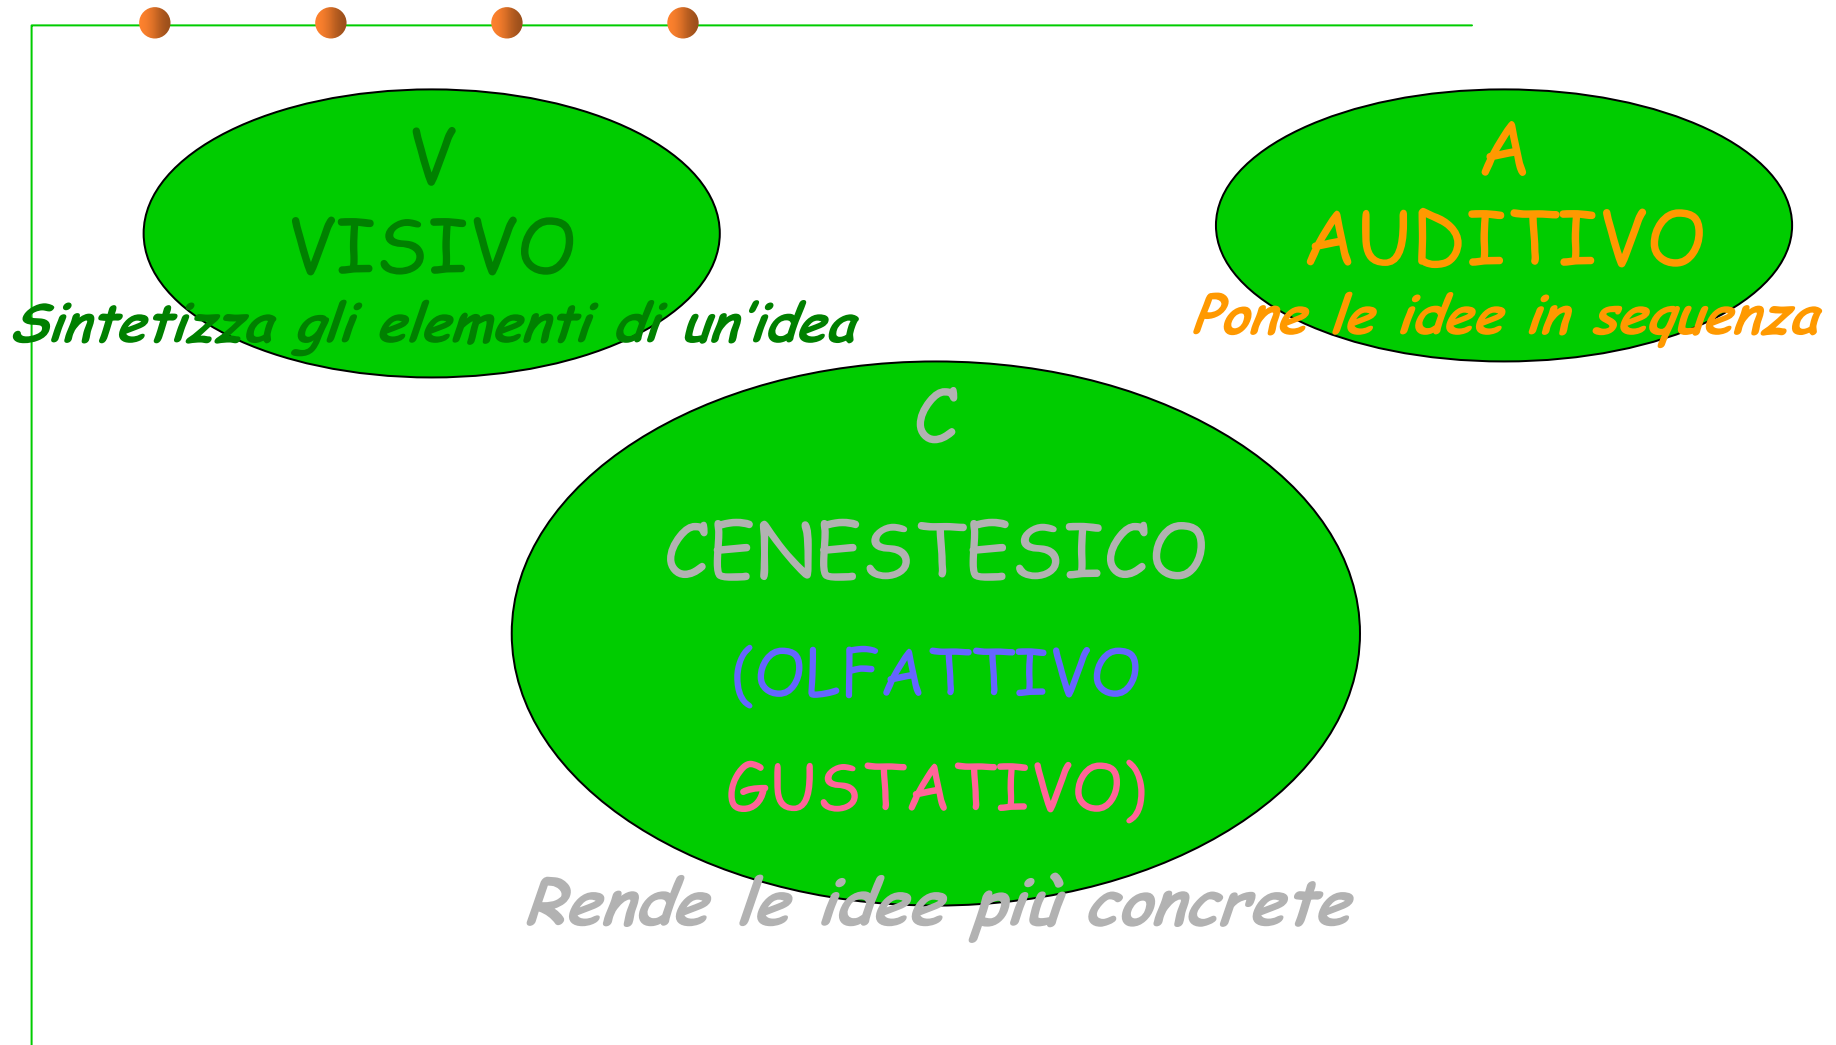 V
VISIVO
Sintetizza gli elementi di un'idea
A
AUDITIVO
Pone le idee in sequenza
C
CENESTESICO
(OLFATTIVO
GUSTATIVO)
Rende le idee più concrete